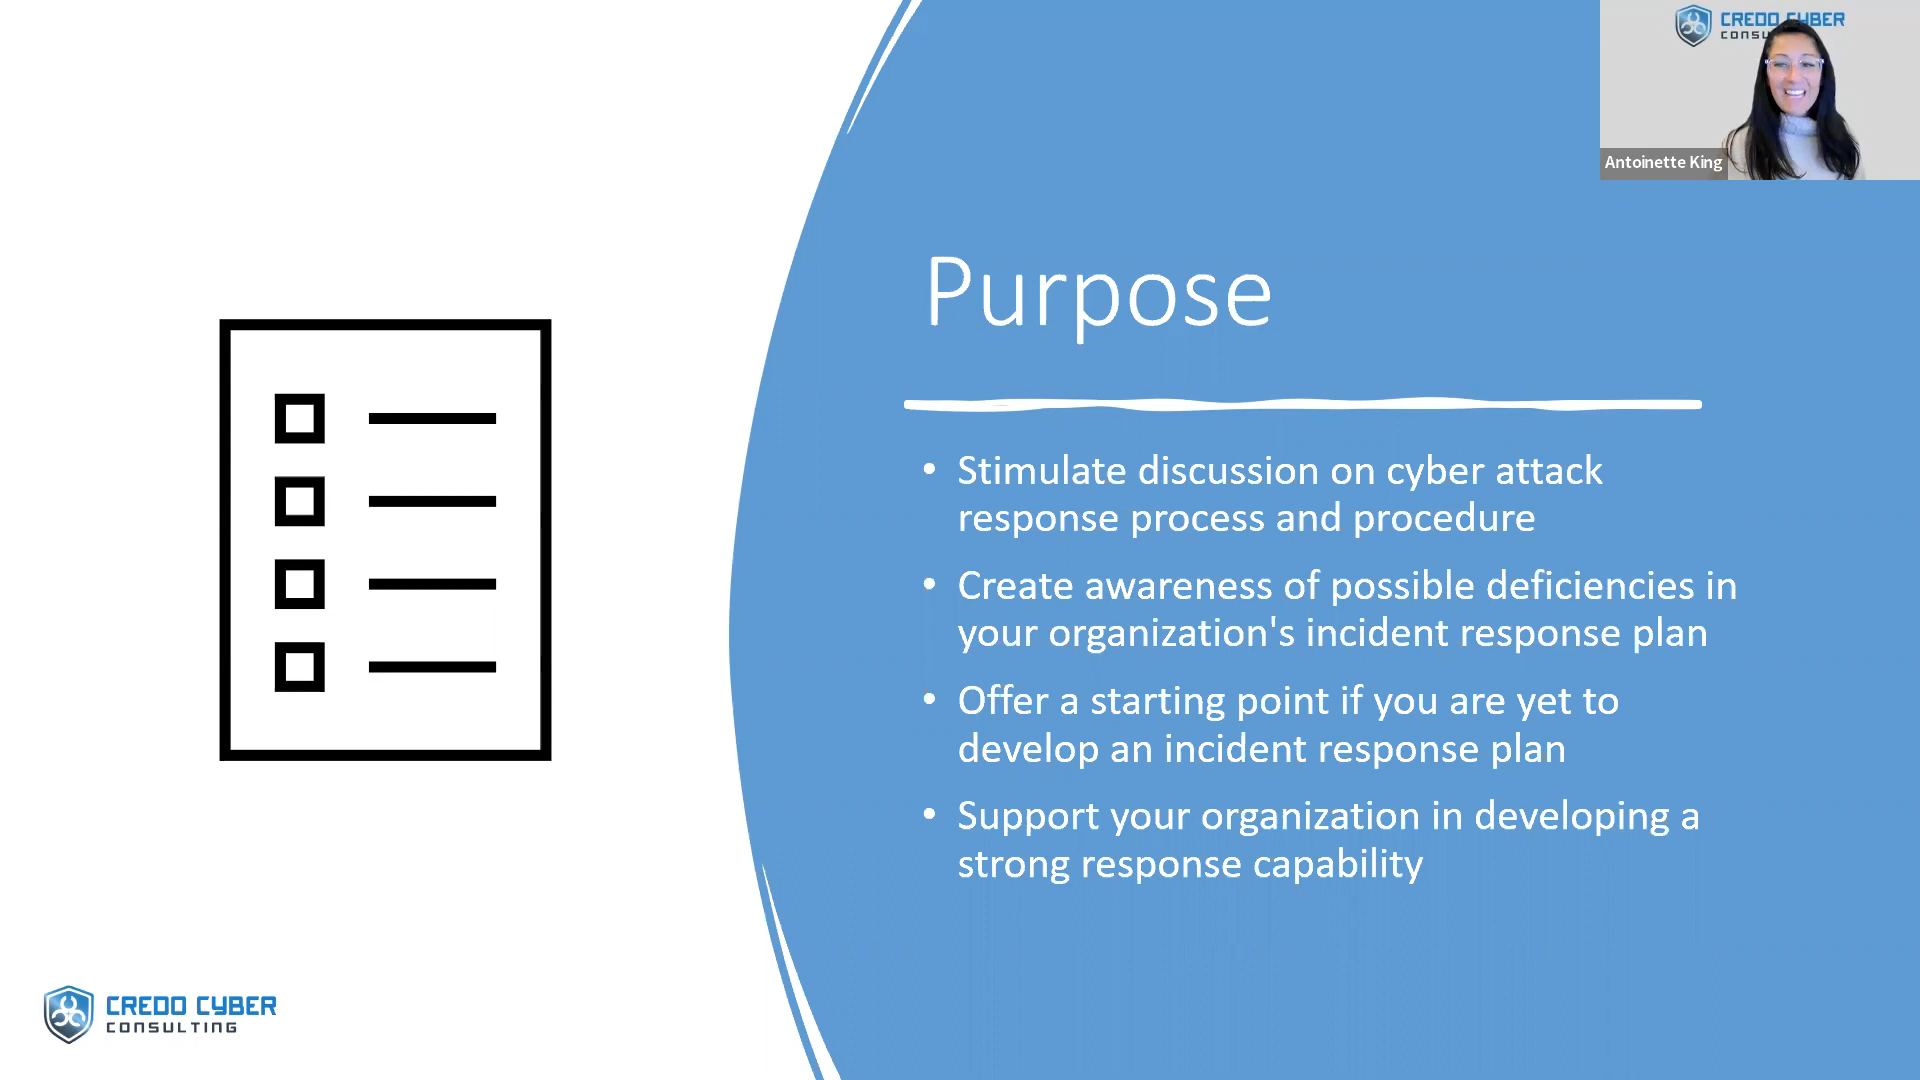 CREDO CYBER
CONSU
Antoinette King
Purpose
• Stimulate discussion on cyber attack
response process and procedure
• Create awareness of possible deficiencies in
your organization's incident response plan
• Offer a starting point if you are yet to
develop an incident response plan
• Support your organization in developing a
strong response capability
CREDO CYBER
CONSULTING